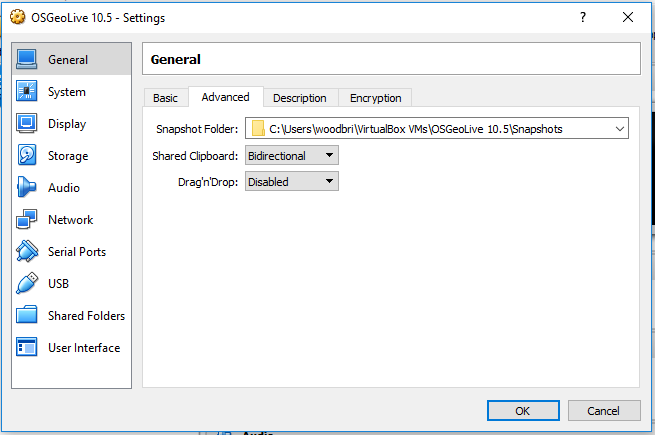 OSGeoLive 10.5 - Settings
?
General
System
Display
Storage
Audio
Network
Serial Ports
USB
Shared Folders
User Interface
General
Basic
Advanced
Description
Encryption
Snapshot Folder:
C:\Users\woodbri\VirtualBox VMs\OSGeoLive 10.5\Snapshots
Shared Clipboard:
Bidirectional
Drag'n'Drop:
Disabled
OK
Cancel